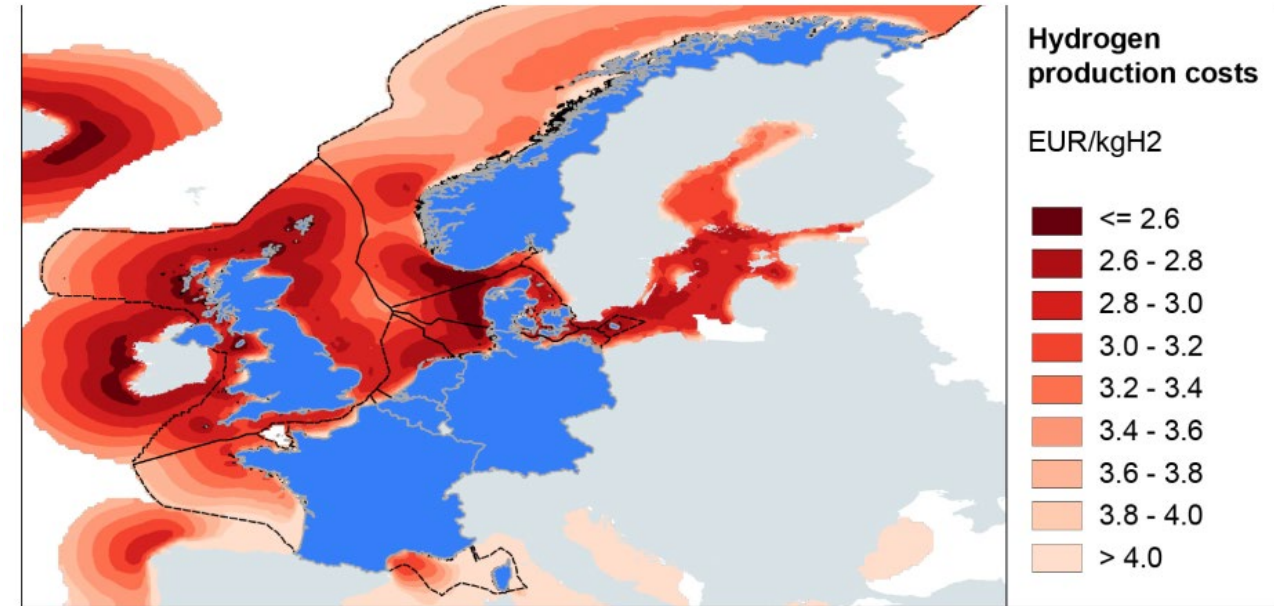 Hydrogen
production costs
EUR/kgH2
<= 2.6
2.6 - 2.8
2.8 - 3.0
3.0 - 3.2
3.2 - 3.4
3.4 - 3.6
3.6 - 3.8
3.8 - 4.0
> 4.0